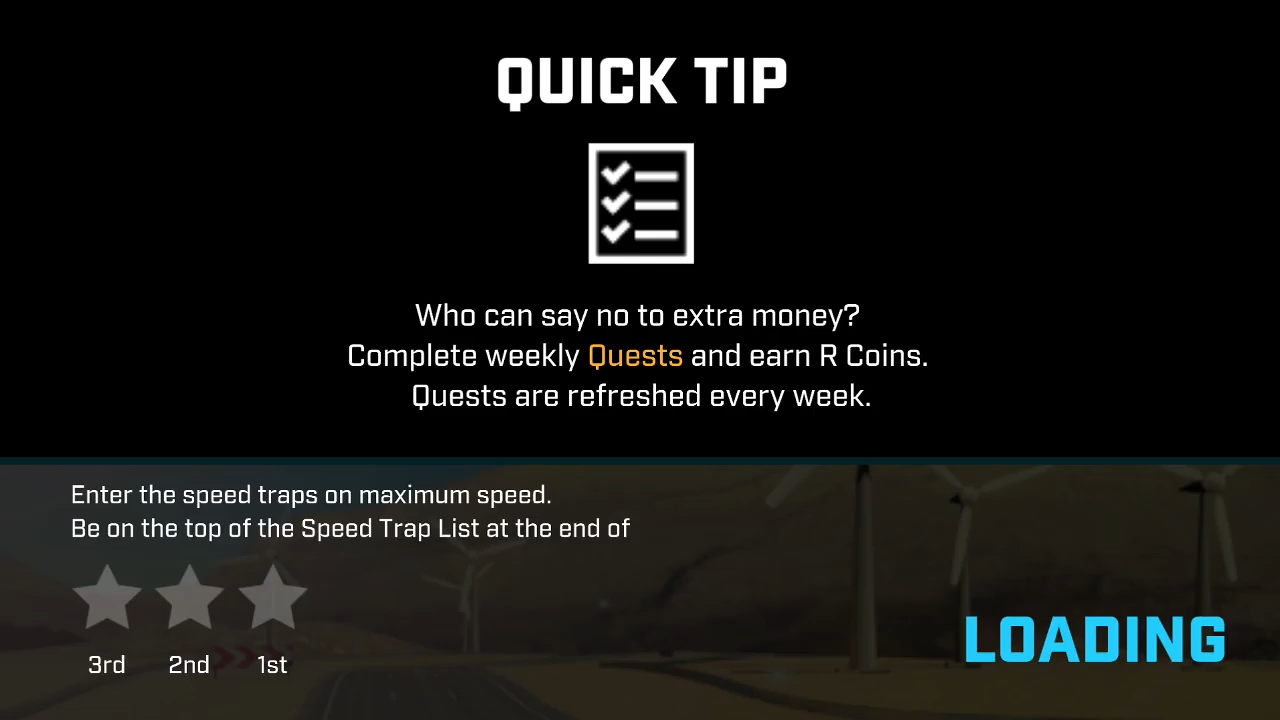 QUICK TIP
Who can say no to extra money?
Complete weekly Quests and earn R Coins.
Quests are refreshed every week.
Enter the speed traps on maximum speed.
Be on the top of the Speed Trap List at the end of
3rd 2nd 1st
LOADING